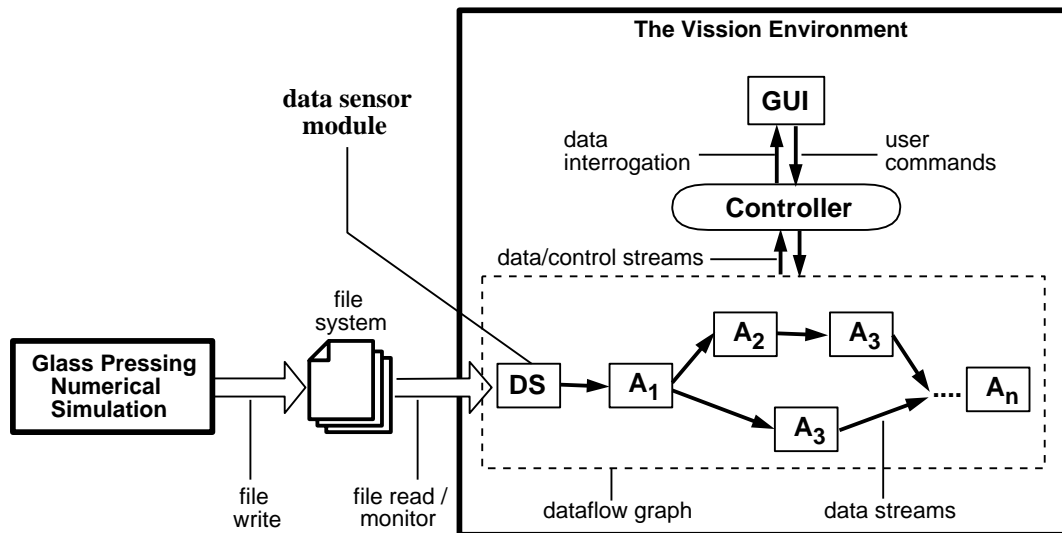 The Vission Environment
data sensor
module
GUI
data
interrogation
user
commands
Controller
data/control streams
file
system
Glass Pressing
Numerical
Simulation
DS
A1
A2
A3
A3
....
An
file
write
file read /
monitor
dataflow graph
data streams